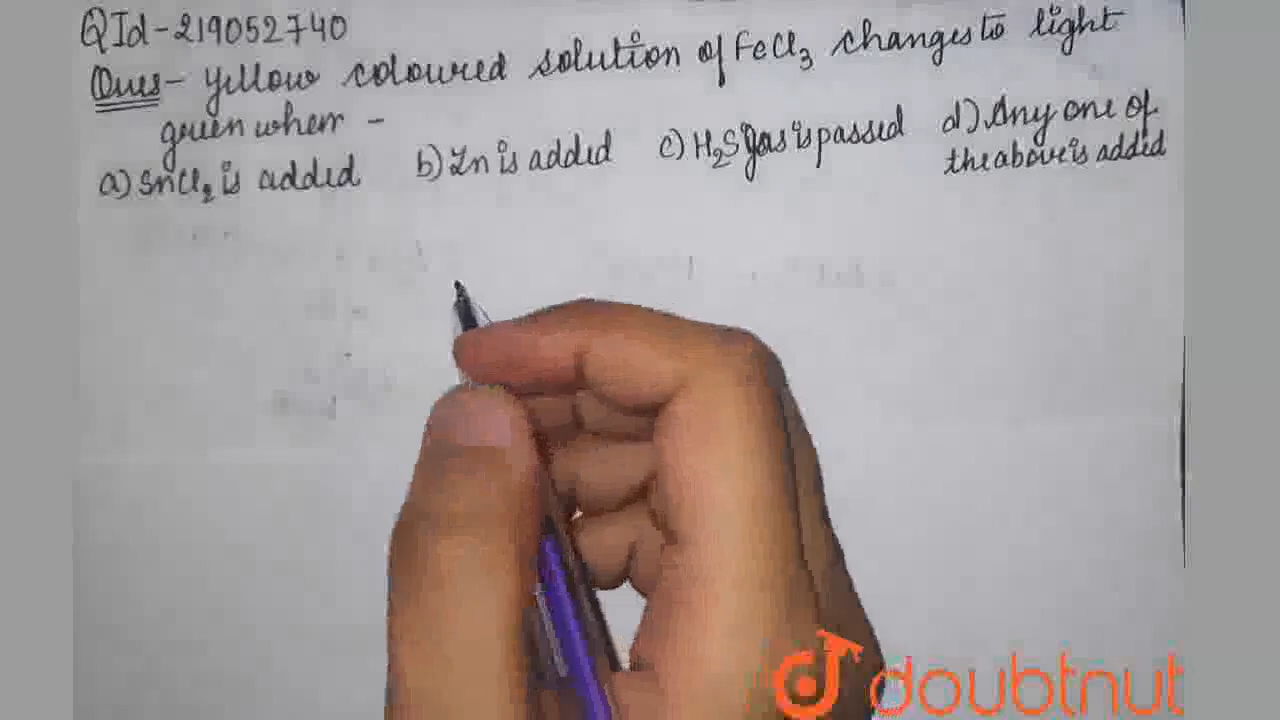 QId-219052740
Ques- Yellow coloured solution of FeCl3 changes to light
green when -
a) SnCl2 is added b) Zn is added c) H2S gas is passed d) Any one of
the above is added
doubtnut